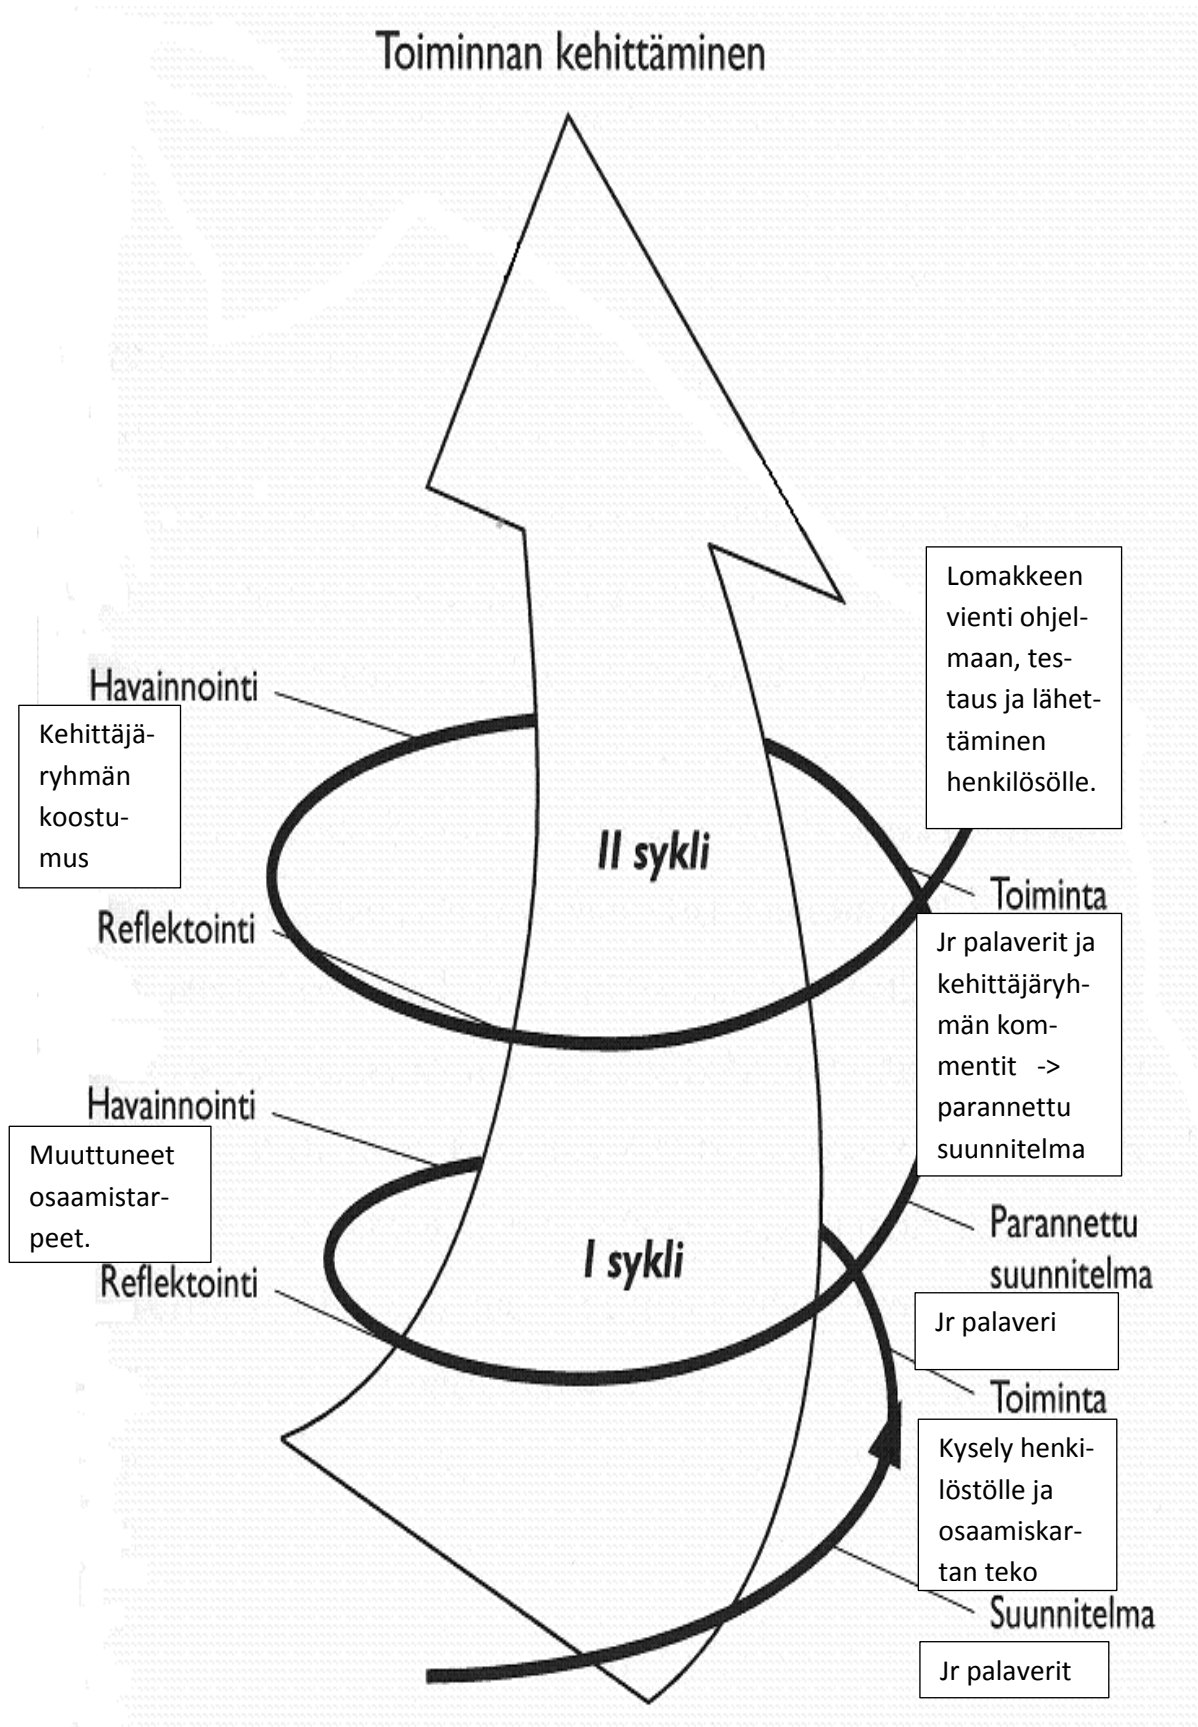 Toiminnan kehittäminen
Lomakkeen
vienti ohjel-
maan, tes-
taus ja lähet-
täminen
henkilösölle.
Havainnointi
Kehittäjä-
ryhmän
koostu-
mus
II sykli
Toiminta
Reflektointi
Jr palaverit ja
kehittäjäryh-
män kom-
mentit ->
parannettu
suunnitelma
Havainnointi
Muuttuneet
osaamistar-
peet.
Parannettu
suunnitelma
I sykli
Reflektointi
Jr palaveri
Toiminta
Kysely henki-
löstölle ja
osaamiskar-
tan teko
Suunnitelma
Jr palaverit